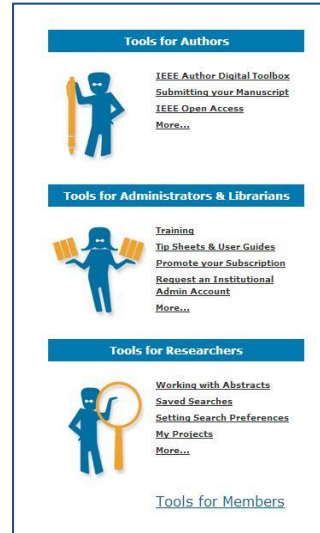 Tools for Authors
IEEE Author Digital Toolbox
Submitting your Manuscript
IEEE Open Access
More...
Tools for Administrators & Librarians
Training
Tip Sheets & User Guides
Promote your Subscription
Request an Institutional
Admin Account
More...
Tools for Researchers
Working with Abstracts
Saved Searches
Setting Search Preferences
My Projects
More...
Tools for Members